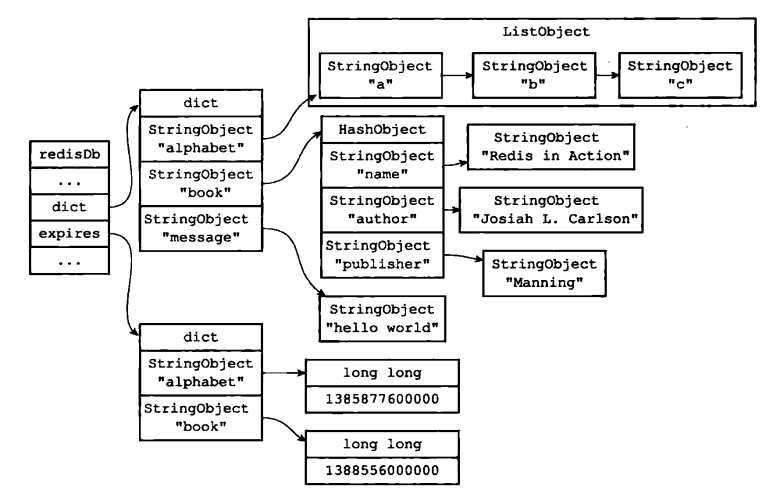 ListObject
StringObject
"a"
StringObject
"b"
StringObject
"c"
dict
StringObject
"alphabet"
StringObject
"book"
StringObject
"message"
redisDb
...
dict
expires
...
HashObject
StringObject
"name"
StringObject
"author"
StringObject
"publisher"
StringObject
"Redis in Action"
StringObject
"Josiah L. Carlson"
StringObject
"Manning"
StringObject
"hello world"
dict
StringObject
"alphabet"
StringObject
"book"
long long
1385877600000
long long
1388556000000